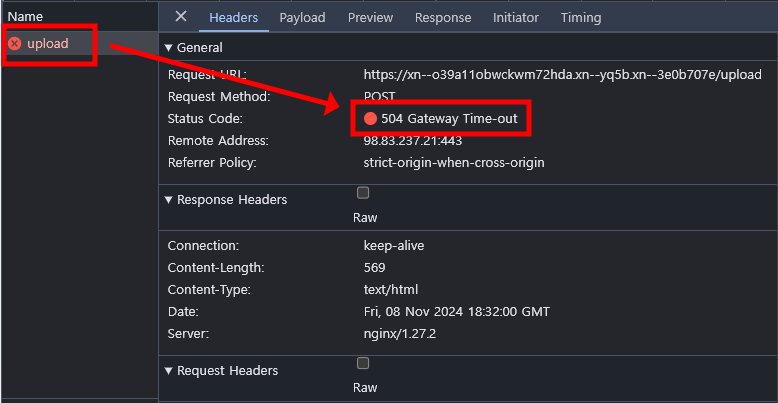 Name
Headers Payload Preview Response Initiator Timing
upload
General
Request URL: https://xn--o39a11obwckwm72hda.xn--yq5b.xn--3e0b707e/upload
Request Method: POST
Status Code: 504 Gateway Time-out
Remote Address: 98.83.237.21:443
Referrer Policy: strict-origin-when-cross-origin
Response Headers
Raw
Connection: keep-alive
Content-Length: 569
Content-Type: text/html
Date: Fri, 08 Nov 2024 18:32:00 GMT
Server: nginx/1.27.2
Request Headers
Raw